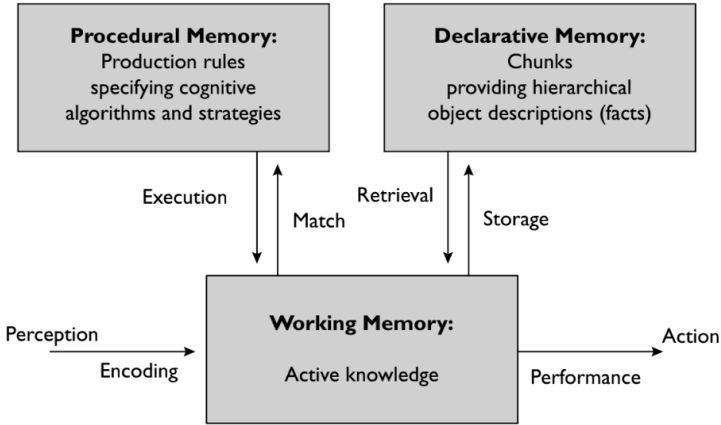 Procedural Memory:
Production rules
specifying cognitive
algorithms and strategies
Declarative Memory:
Chunks
providing hierarchical
object descriptions (facts)
Execution
Match
Retrieval
Storage
Perception
Encoding
Working Memory:
Active knowledge
Action
Performance